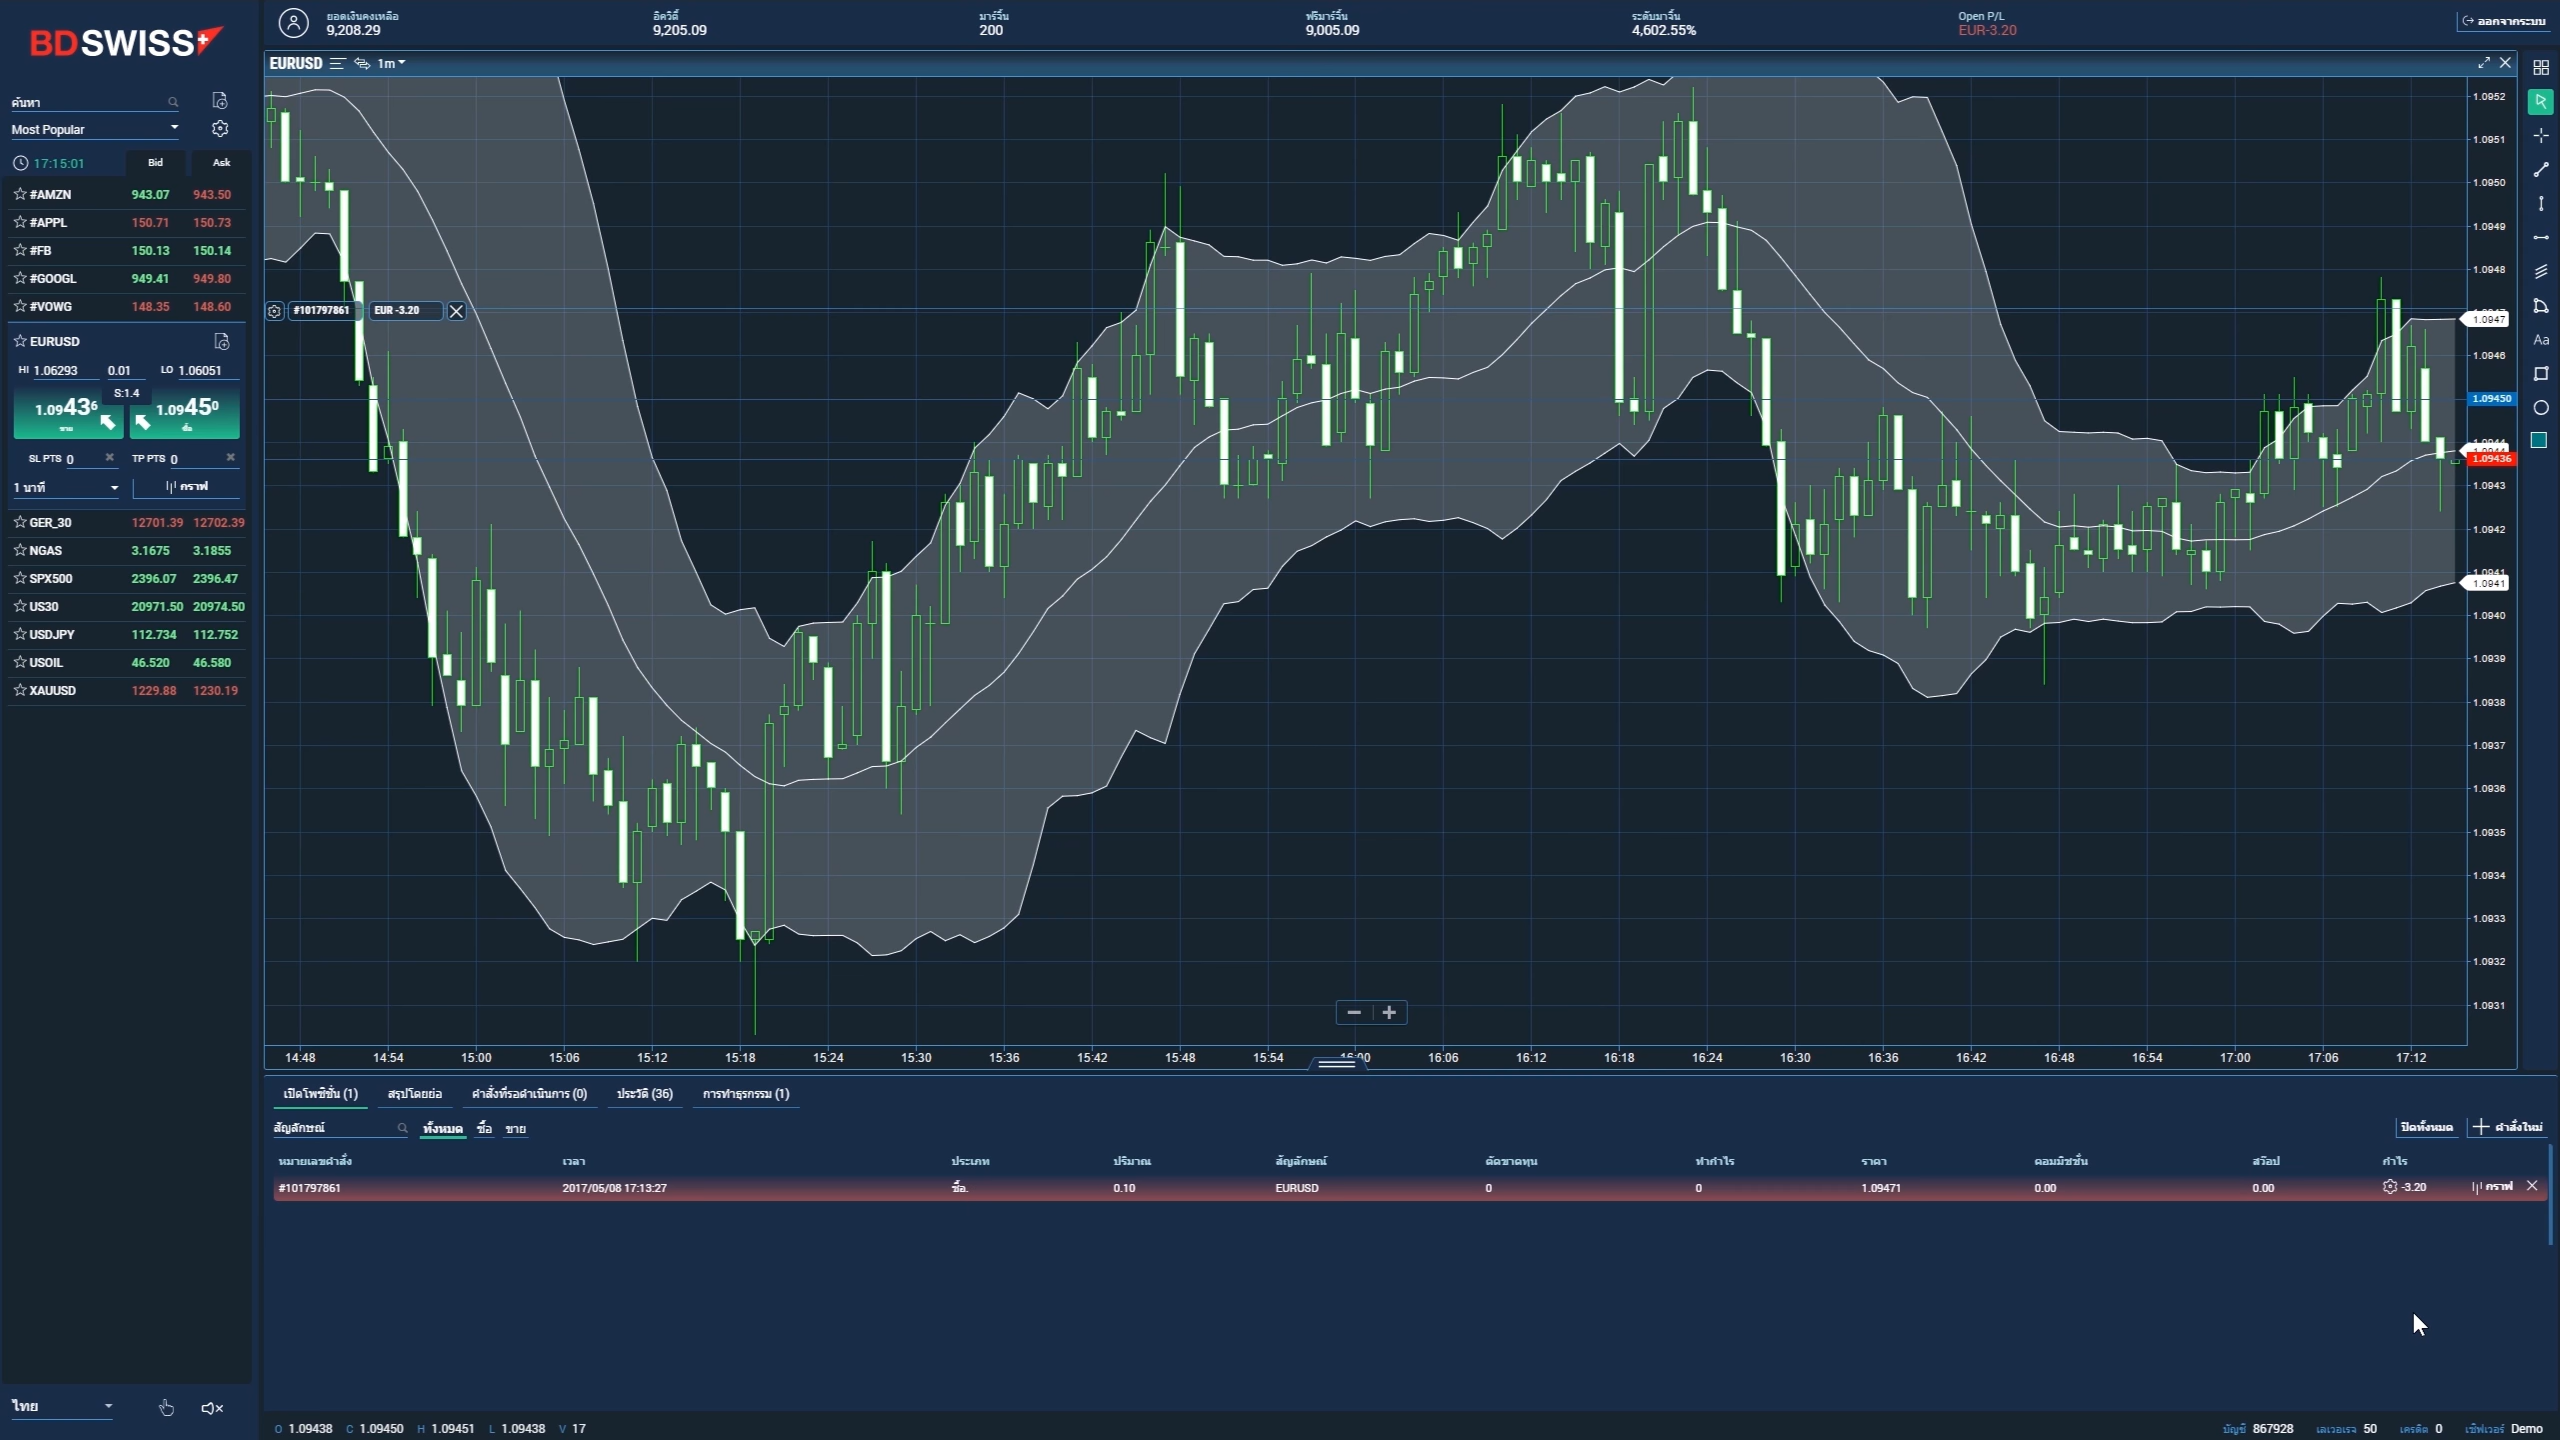 BDSWISS
ยอดเงินคงเหลือ อิควิตี้ มาร์จิ้น ฟรีมาร์จิ้น ระดับมาจิ้น Open P/L ออกจากระบบ
9,208.29 9,205.09 200 9,005.09 4,602.55% EUR-3.20
EURUSD 1m
ค้นหา
Most Popular
17:15:01 Bid Ask
#AMZN 943.07 943.50
#APPL 150.71 150.73
#FB 150.13 150.14
#GOOGL 949.41 949.80
#VOWG 148.35 148.60
EURUSD
HI 1.06293 0.01 LO 1.06051
S:1.4
1.09436 1.09450
ขาย ซื้อ
SL PTS 0 TP PTS 0
1 นาที กราฟ
GER_30 12701.39 12702.39
NGAS 3.1675 3.1855
SPX500 2396.07 2396.47
US30 20971.50 20974.50
USDJPY 112.734 112.752
USOIL 46.520 46.580
XAUUSD 1229.88 1230.19
#101797861 EUR -3.20
1.0952
1.0951
1.0950
1.0949
1.0948
1.0947
1.0946
1.09450
1.0944
1.09436
1.0943
1.0942
1.0941
1.0941
1.0940
1.0939
1.0938
1.0937
1.0936
1.0935
1.0934
1.0933
1.0932
1.0931
14:48 14:54 15:00 15:06 15:12 15:18 15:24 15:30 15:36 15:42 15:48 15:54 16:00 16:06 16:12 16:18 16:24 16:30 16:36 16:42 16:48 16:54 17:00 17:06 17:12
เปิดโพซิชั่น (1) สรุปโดยย่อ คำสั่งที่รอดำเนินการ (0) ประวัติ (36) การทำธุรกรรม (1)
สัญลักษณ์ ทั้งหมด ซื้อ ขาย ปิดทั้งหมด คำสั่งใหม่
หมายเลขคำสั่ง เวลา ประเภท ปริมาณ สัญลักษณ์ ตัดขาดทุน ทำกำไร ราคา คอมมิชชั่น สว๊อป กำไร
#101797861 2017/05/08 17:13:27 ซื้อ. 0.10 EURUSD 0 0 1.09471 0.00 0.00 -3.20 กราฟ
ไทย
O 1.09438 C 1.09450 H 1.09451 L 1.09438 V 17 บัญชี 867928 เลเวอเรจ 50 เครดิต 0 เซิฟเวอร์ Demo